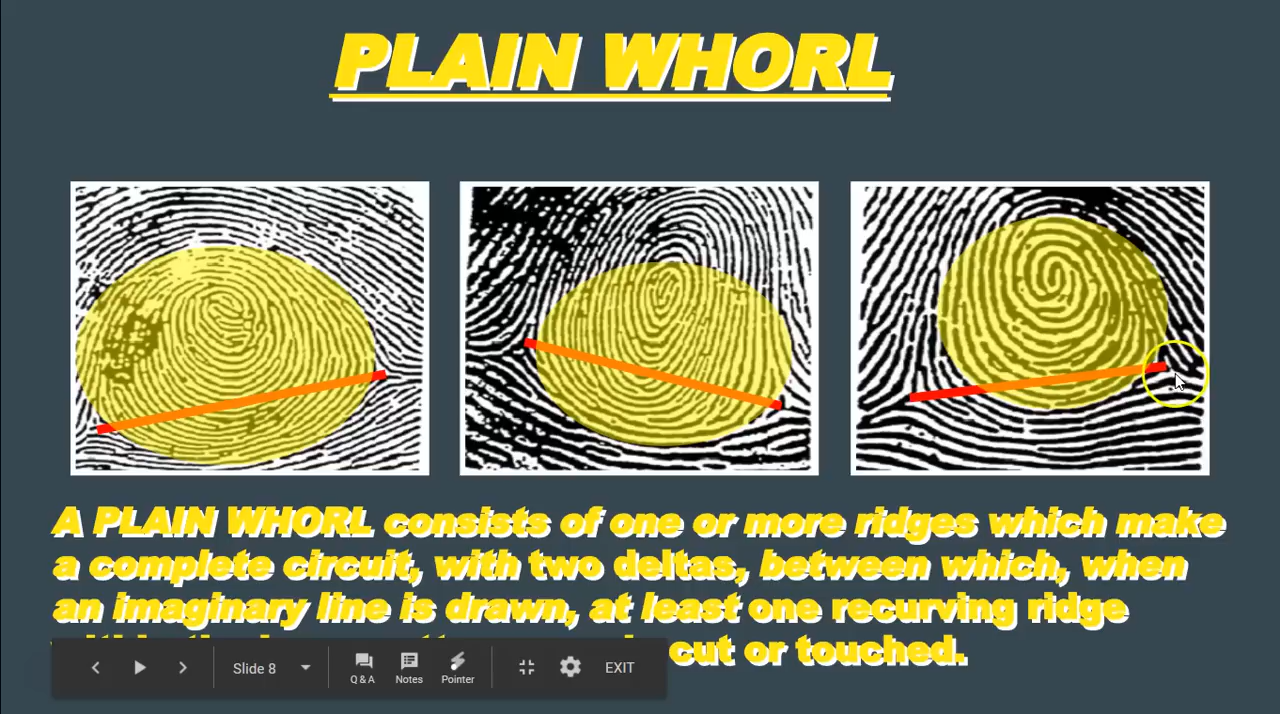 PLAIN WHORL
A PLAIN WHORL consists of one or more ridges which make
a complete circuit, with two deltas, between which, when
an imaginary line is drawn, at least one recurving ridge
cut or touched.
Slide 8
Q & A
Notes
Pointer
EXIT